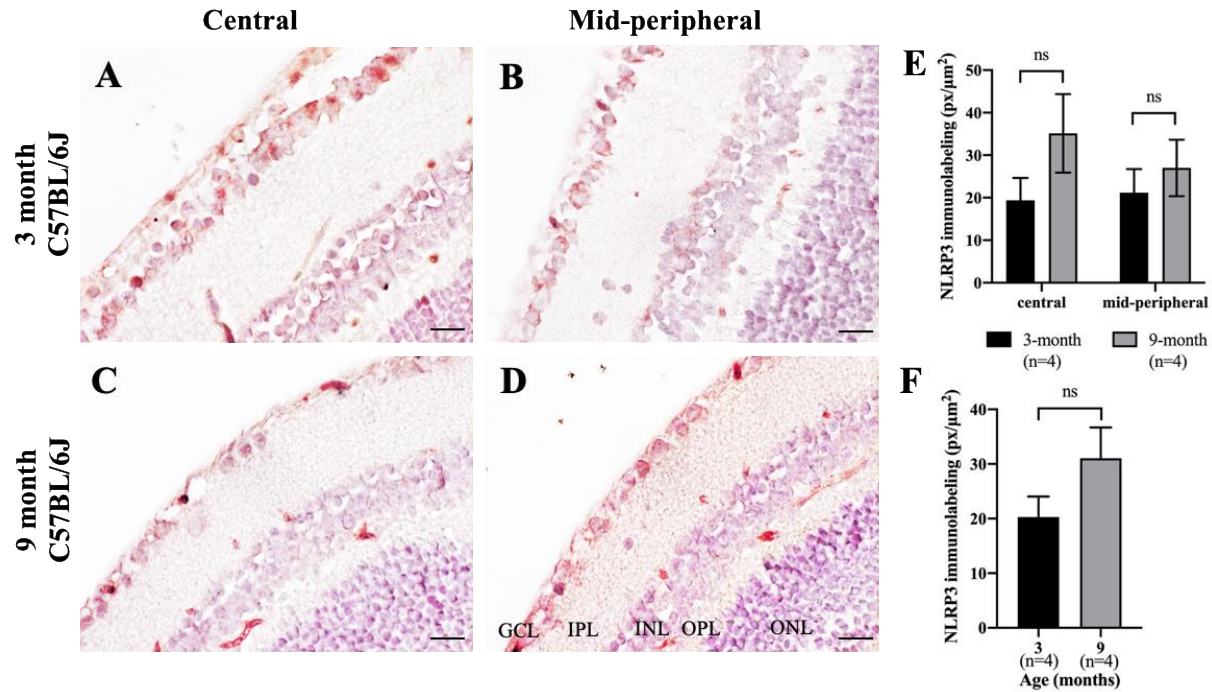 Central
Mid-peripheral
3 month
C57BL/6J
A
B
9 month
C57BL/6J
C
D
GCL
IPL
INL
OPL
ONL
E
NLRP3 immunolabeling (px/μm²)
50
40
30
20
10
0
ns
ns
central
mid-peripheral
3-month
(n=4)
9-month
(n=4)
F
NLRP3 immunolabeling (px/μm²)
40
30
20
10
0
ns
3
(n=4)
9
(n=4)
Age (months)